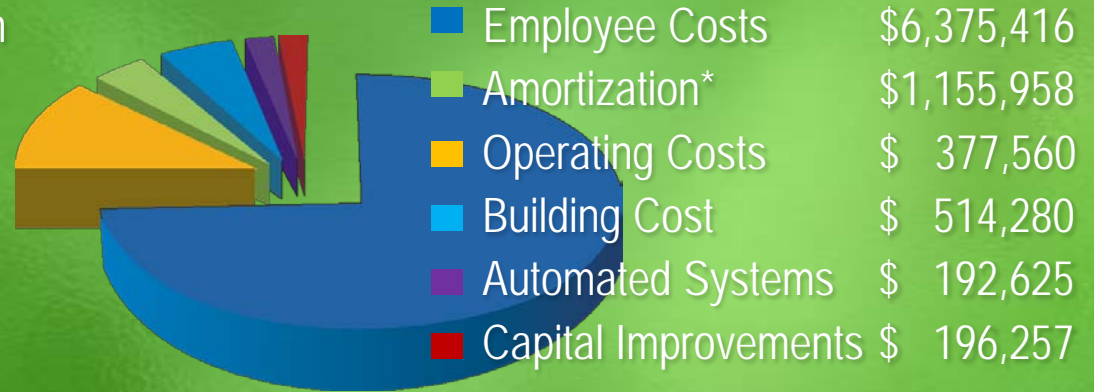 n
Employee Costs $6,375,416
Amortization* $1,155,958
Operating Costs $ 377,560
Building Cost $ 514,280
Automated Systems $ 192,625
Capital Improvements $ 196,257